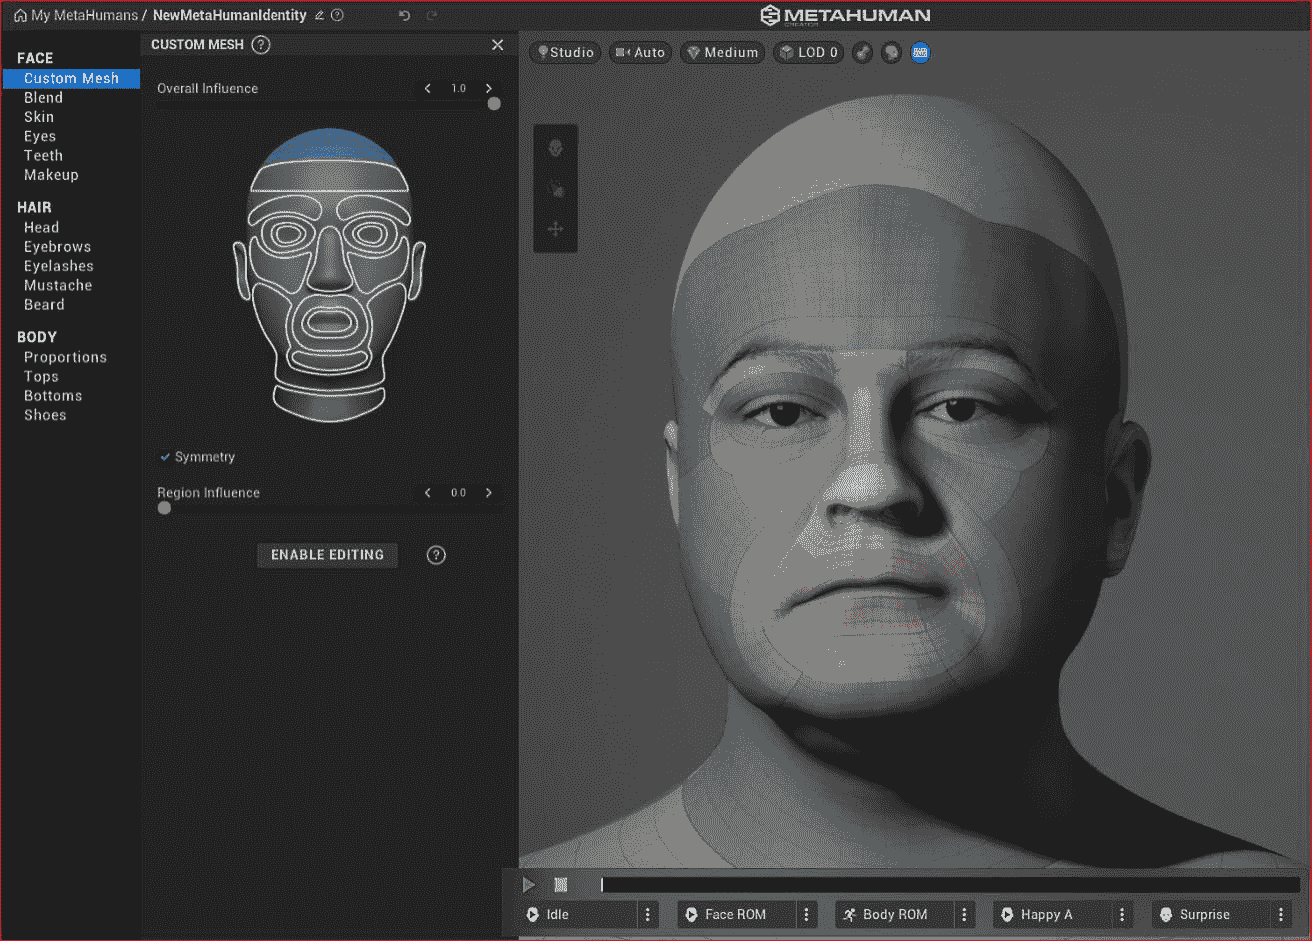 My MetaHumans / NewMetaHumanIdentity
METAHUMAN
CREATOR
FACE
Custom Mesh
Blend
Skin
Eyes
Teeth
Makeup
HAIR
Head
Eyebrows
Eyelashes
Mustache
Beard
BODY
Proportions
Tops
Bottoms
Shoes
CUSTOM MESH ?
Overall Influence 1.0
Symmetry
Region Influence 0.0
ENABLE EDITING ?
Studio Auto Medium LOD 0
Idle Face ROM Body ROM Happy A Surprise